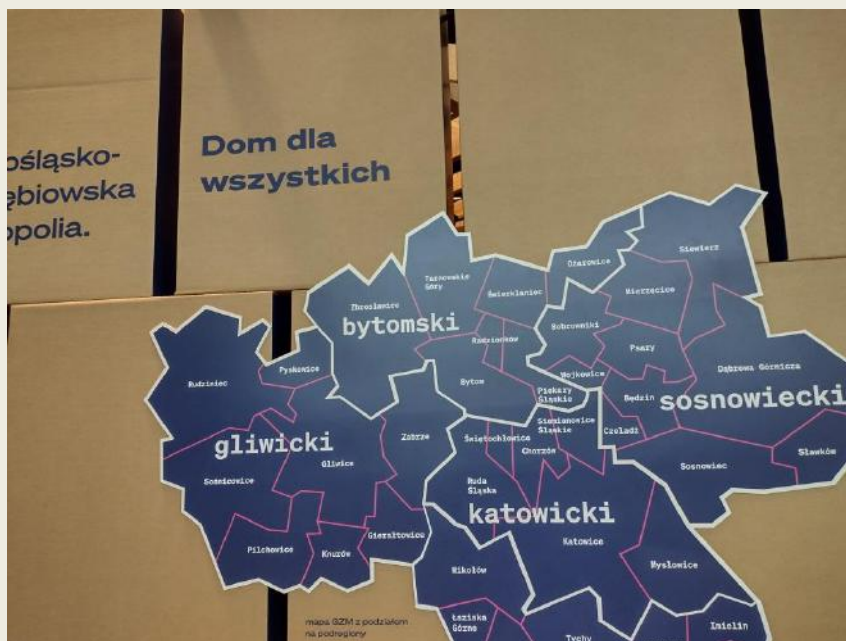 ośląsko-
ębiowska
opolia.
Dom dla
wszystkich
Siewierz
Ożarowice
Tarnowskie
Góry
Świerklaniec
Mierzęcice
Zbrosławice
bytomski
Bobrowniki
Radzionków
Psary
Pyskowice
Rudziniec
Bytom
Wojkowice
Dąbrowa Górnicza
Piekary
Śląskie
Będzin
sosnowiecki
Siemianowice
Śląskie
Czeladź
gliwicki
Zabrze
Świętochłowice
Chorzów
Gliwice
Sosnowiec
Sławków
Sośnicowice
Ruda
Śląska
katowicki
Katowice
Gierałtowice
Pilchowice
Knurów
Mikołów
Mysłowice
Łaziska
Górne
Imielin
Tychy
mapa GZM z podziałem
na podregiony